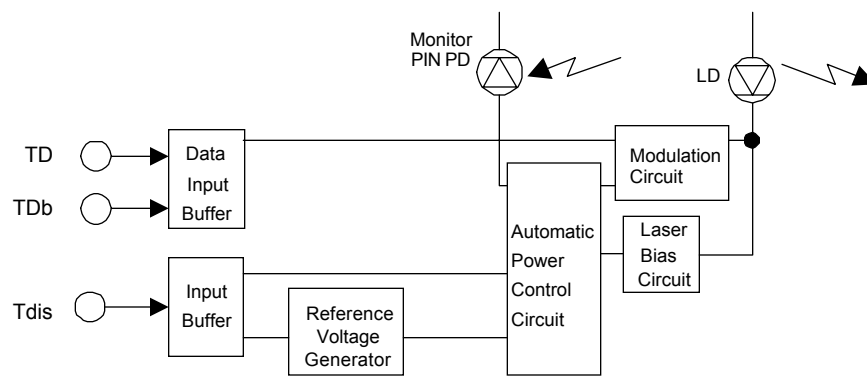 Monitor
PIN PD
LD
TD
TDb
Data
Input
Buffer
Modulation
Circuit
Automatic
Power
Control
Circuit
Laser
Bias
Circuit
Tdis
Input
Buffer
Reference
Voltage
Generator